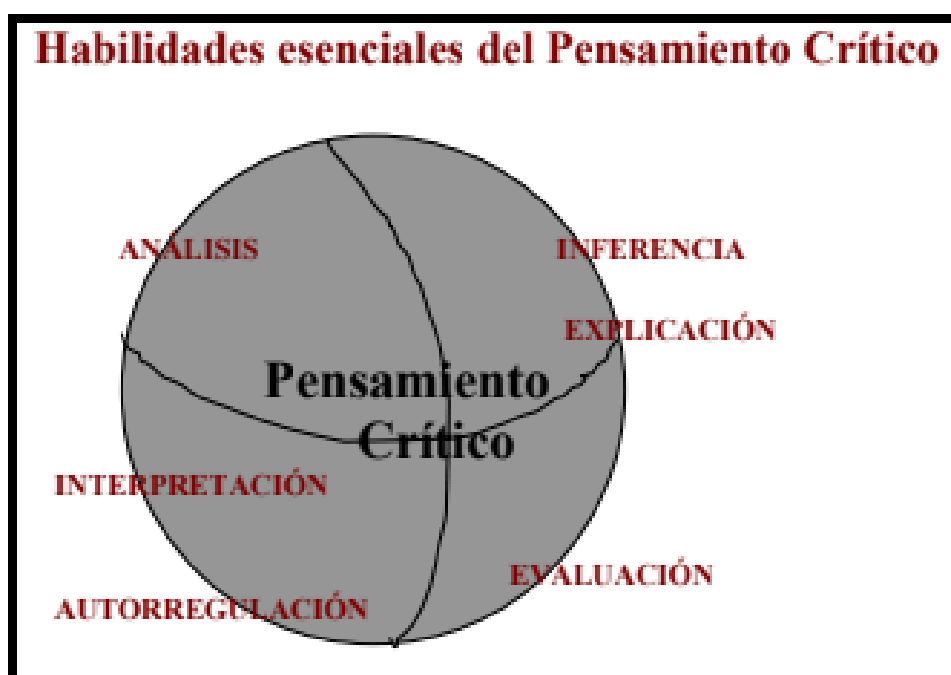 Habilidades esenciales del Pensamiento Crítico
ANÁLISIS
INFERENCIA
EXPLICACIÓN
Pensamiento
Crítico
INTERPRETACIÓN
EVALUACIÓN
AUTORREGULACIÓN